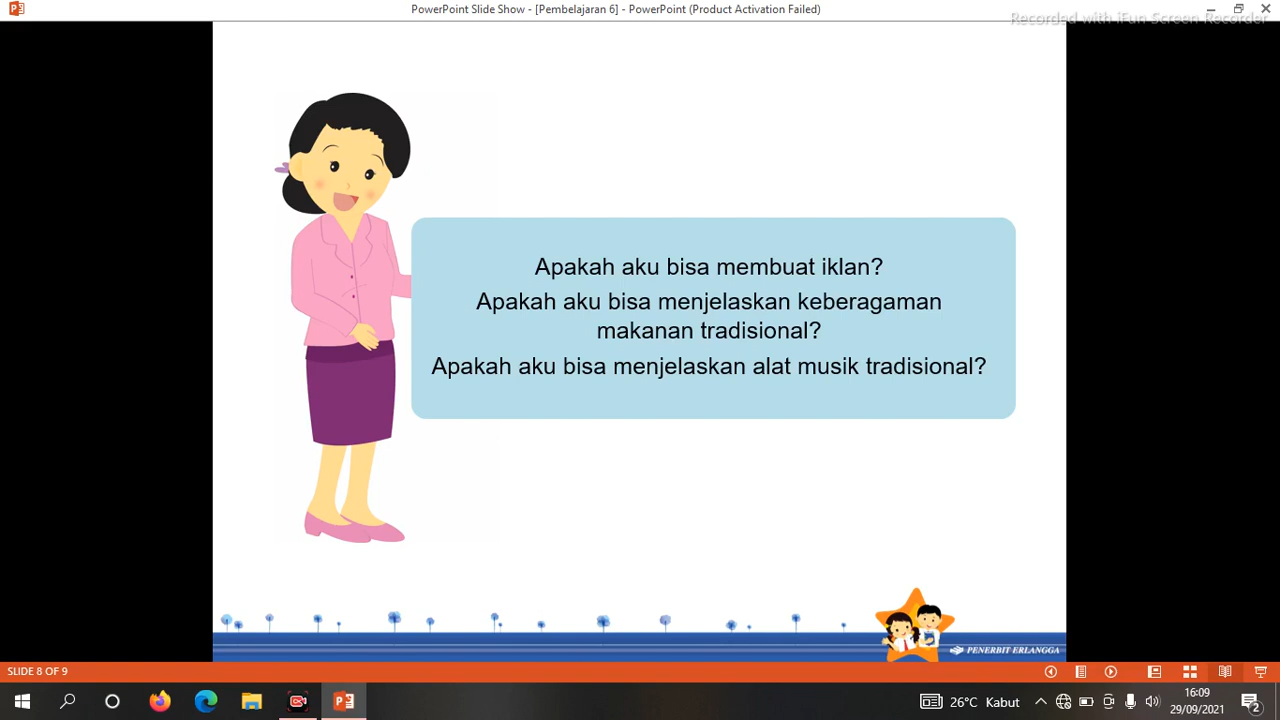 PowerPoint Slide Show - [Pembelajaran 6] - PowerPoint (Product Activation Failed)
Recorded with iFun Screen Recorder
Apakah aku bisa membuat iklan?
Apakah aku bisa menjelaskan keberagaman
makanan tradisional?
Apakah aku bisa menjelaskan alat musik tradisional?
PENERBIT ERLANGGA
SLIDE 8 OF 9
26°C Kabut
16:09
29/09/2021
2